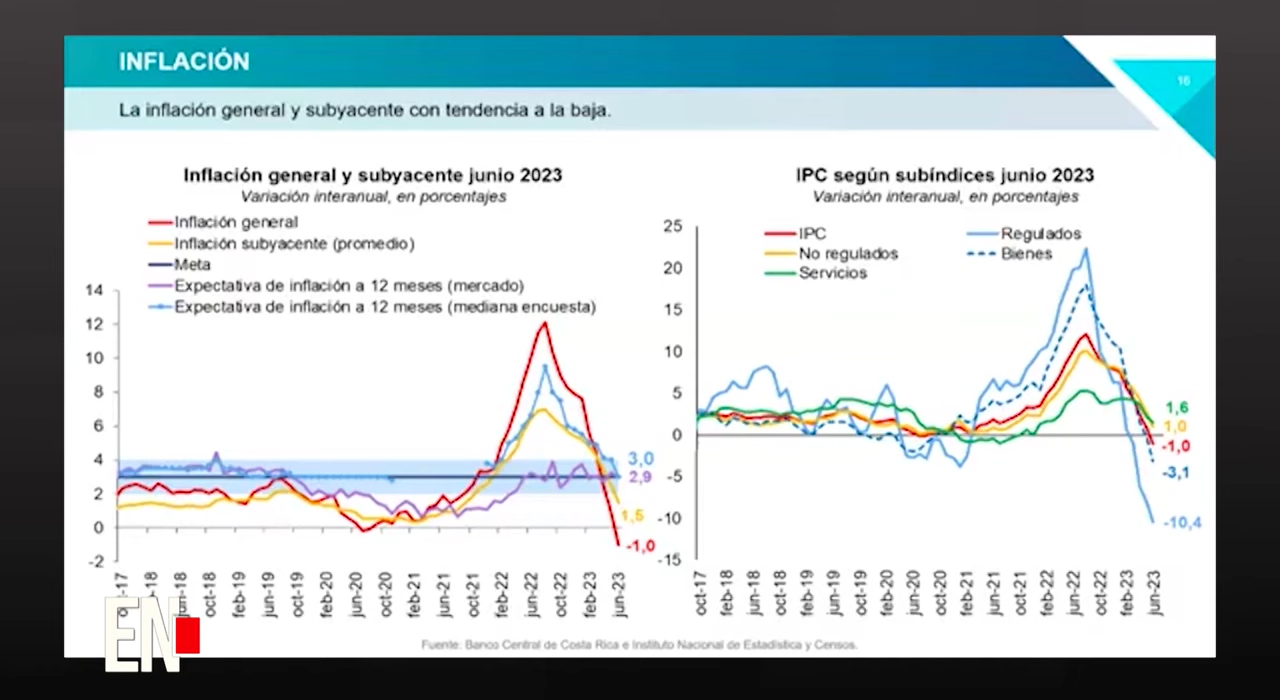 INFLACIÓN
16
La inflación general y subyacente con tendencia a la baja.
Inflación general y subyacente junio 2023
Variación interanual, en porcentajes
Inflación general
Inflación subyacente (promedio)
Meta
Expectativa de inflación a 12 meses (mercado)
Expectativa de inflación a 12 meses (mediana encuesta)
14
12
10
8
6
4
2
0
-2
3,0
2,9
1,5
-1,0
-17
-18
jun-18
oct-18
feb-19
jun-19
oct-19
feb-20
jun-20
oct-20
feb-21
jun-21
oct-21
feb-22
jun-22
oct-22
feb-23
jun-23
IPC según subíndices junio 2023
Variación interanual, en porcentajes
IPC
Regulados
No regulados
Bienes
Servicios
25
20
15
10
5
0
-5
-10
-15
1,6
1,0
-1,0
-3,1
-10,4
oct-17
feb-18
jun-18
oct-18
feb-19
jun-19
oct-19
feb-20
jun-20
oct-20
feb-21
jun-21
oct-21
feb-22
jun-22
oct-22
feb-23
jun-23
Fuente: Banco Central de Costa Rica e Instituto Nacional de Estadística y Censos.
EN